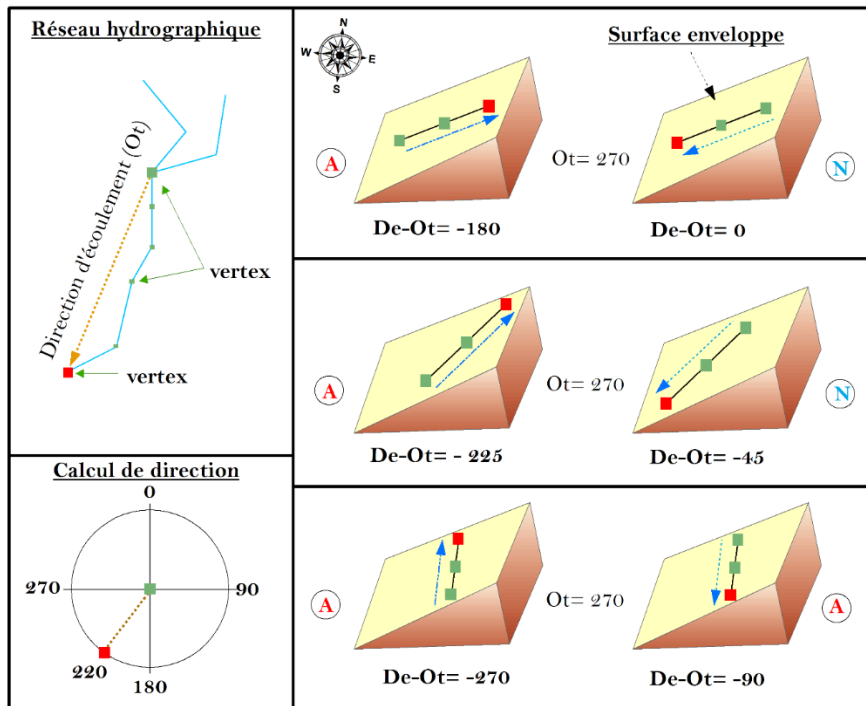 Réseau hydrographique
Direction d'écoulement (Ot)
vertex
vertex
Calcul de direction
0
270
90
220
180
N
W
E
S
Surface enveloppe
A
Ot= 270
N
De-Ot= -180
De-Ot= 0
A
Ot= 270
N
De-Ot= - 225
De-Ot= -45
A
Ot= 270
A
De-Ot= -270
De-Ot= -90